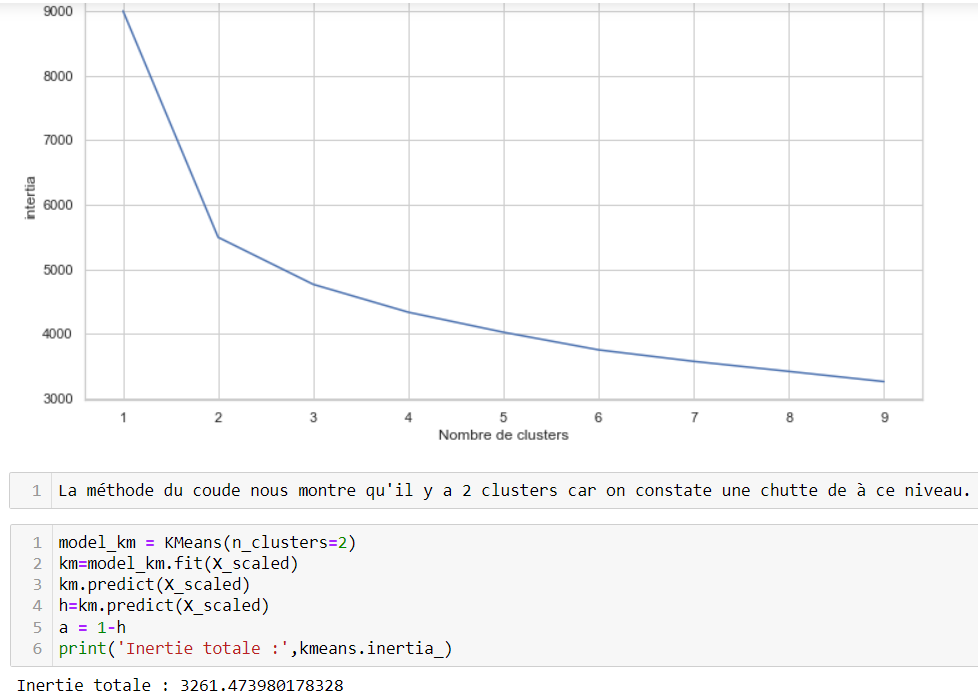 9000
8000
7000
6000
5000
4000
3000
intertia
1 2 3 4 5 6 7 8 9
Nombre de clusters
1 La méthode du coude nous montre qu'il y a 2 clusters car on constate une chutte de à ce niveau.
1 model_km = KMeans(n_clusters=2)
2 km=model_km.fit(X_scaled)
3 km.predict(X_scaled)
4 h=km.predict(X_scaled)
5 a = 1-h
6 print('Inertie totale :',kmeans.inertia_)
Inertie totale : 3261.473980178328